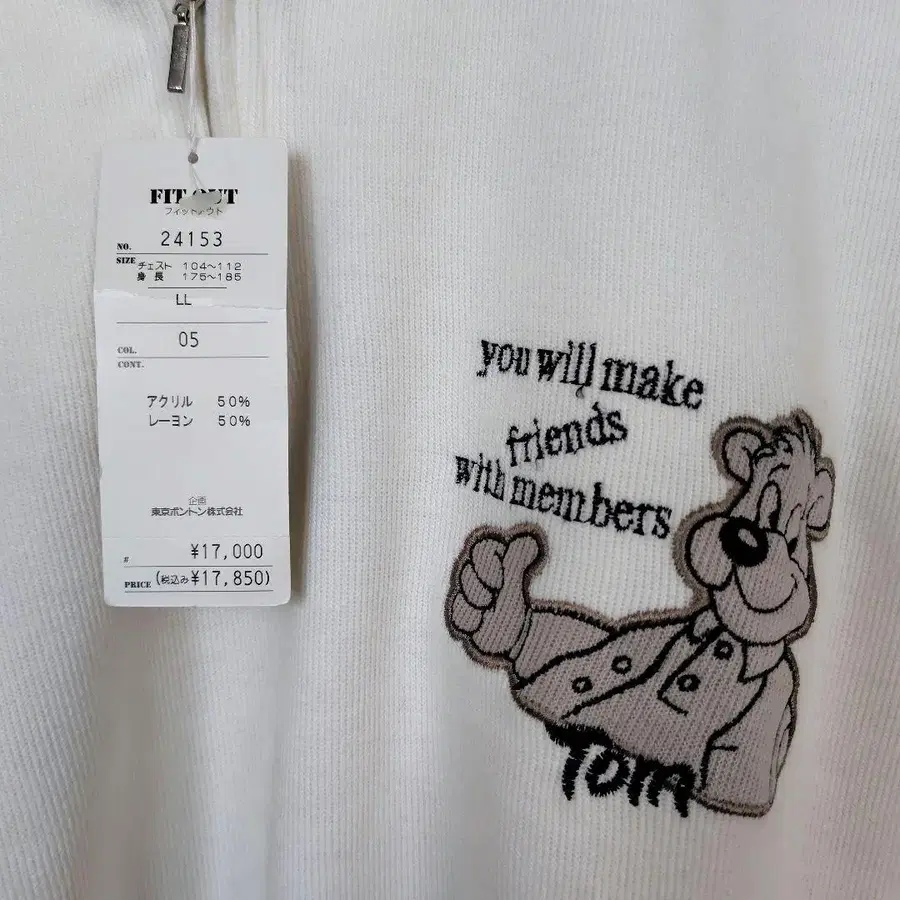 FIT OUT
フィットアウト
NO. 24153
SIZE チェスト 104～112
身長 175～185
LL
COL. 05
CONT.
アクリル 50%
レーヨン 50%
企画
東京ボントン株式会社
# ¥17,000
PRICE (税込み¥17,850)
you will make
friends
with members
Tom